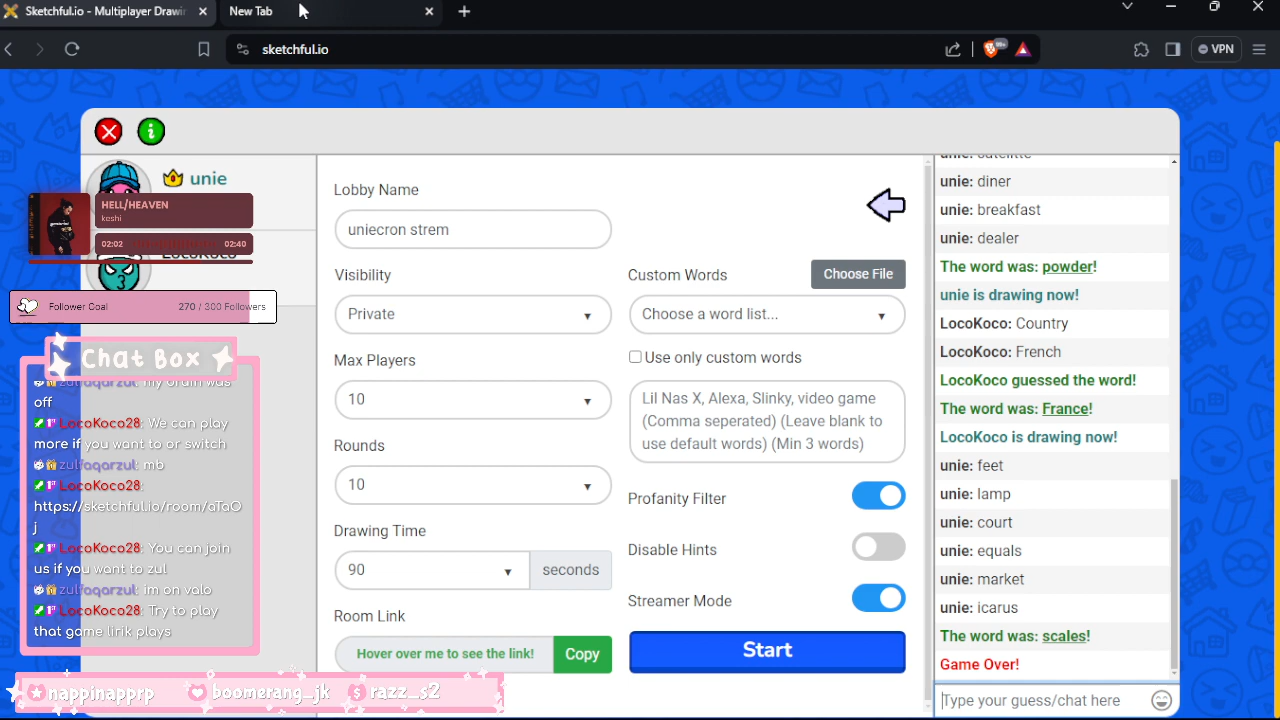 Sketchful.io - Multiplayer Drawi
New Tab
sketchful.io
99+
VPN
unie
HELL/HEAVEN
keshi
02:02
02:40
LocoKoco
Follower Goal
270 / 300 Followers
Chat Box
zulfaqarzul: my brain was
off
LocoKoco28: We can play
more if you want to or switch
zulfaqarzul: mb
LocoKoco28:
https://sketchful.io/room/aTaO
j
LocoKoco28: You can join
us if you want to zul
zulfaqarzul: im on valo
LocoKoco28: Try to play
that game lirik plays
nappinapprp
boomerang_jk
razz_s2
Lobby Name
uniecron strem
Visibility
Private
Max Players
10
Rounds
10
Drawing Time
90
seconds
Room Link
Hover over me to see the link!
Copy
Custom Words
Choose File
Choose a word list...
Use only custom words
Lil Nas X, Alexa, Slinky, video game
(Comma seperated) (Leave blank to
use default words) (Min 3 words)
Profanity Filter
Disable Hints
Streamer Mode
Start
unie: satelitte
unie: diner
unie: breakfast
unie: dealer
The word was: powder!
unie is drawing now!
LocoKoco: Country
LocoKoco: French
LocoKoco guessed the word!
The word was: France!
LocoKoco is drawing now!
unie: feet
unie: lamp
unie: court
unie: equals
unie: market
unie: icarus
The word was: scales!
Game Over!
Type your guess/chat here